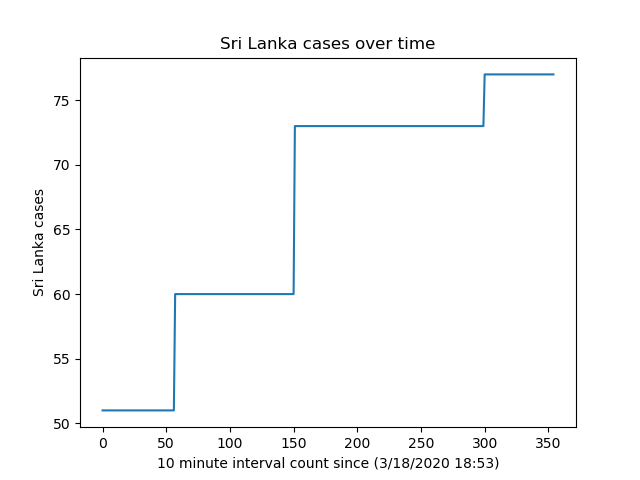 Sri Lanka cases over time
75
70
65
60
55
50
Sri Lanka cases
0 50 100 150 200 250 300 350
10 minute interval count since (3/18/2020 18:53)